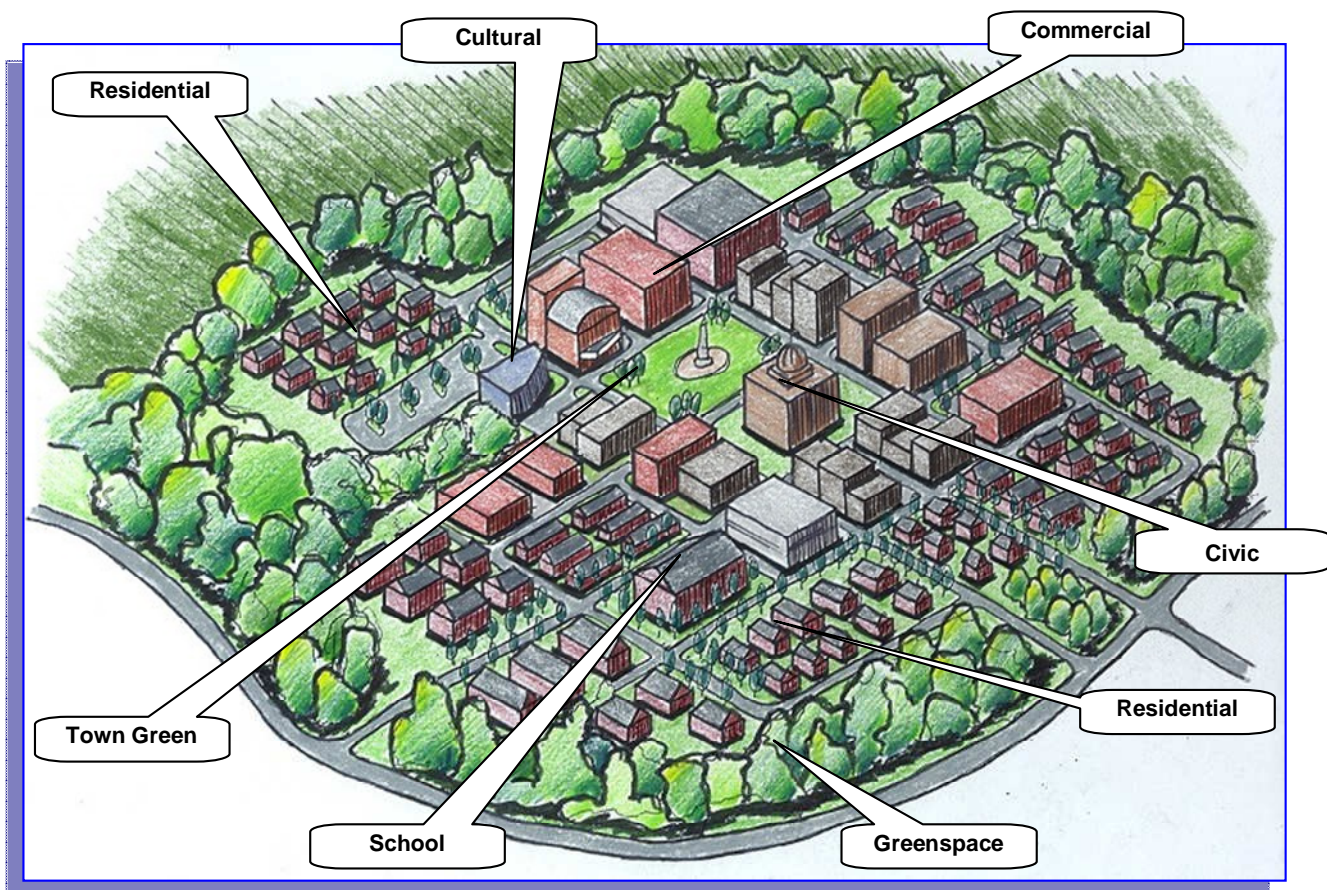 Cultural
Commercial
Residential
Civic
Residential
Town Green
School
Greenspace